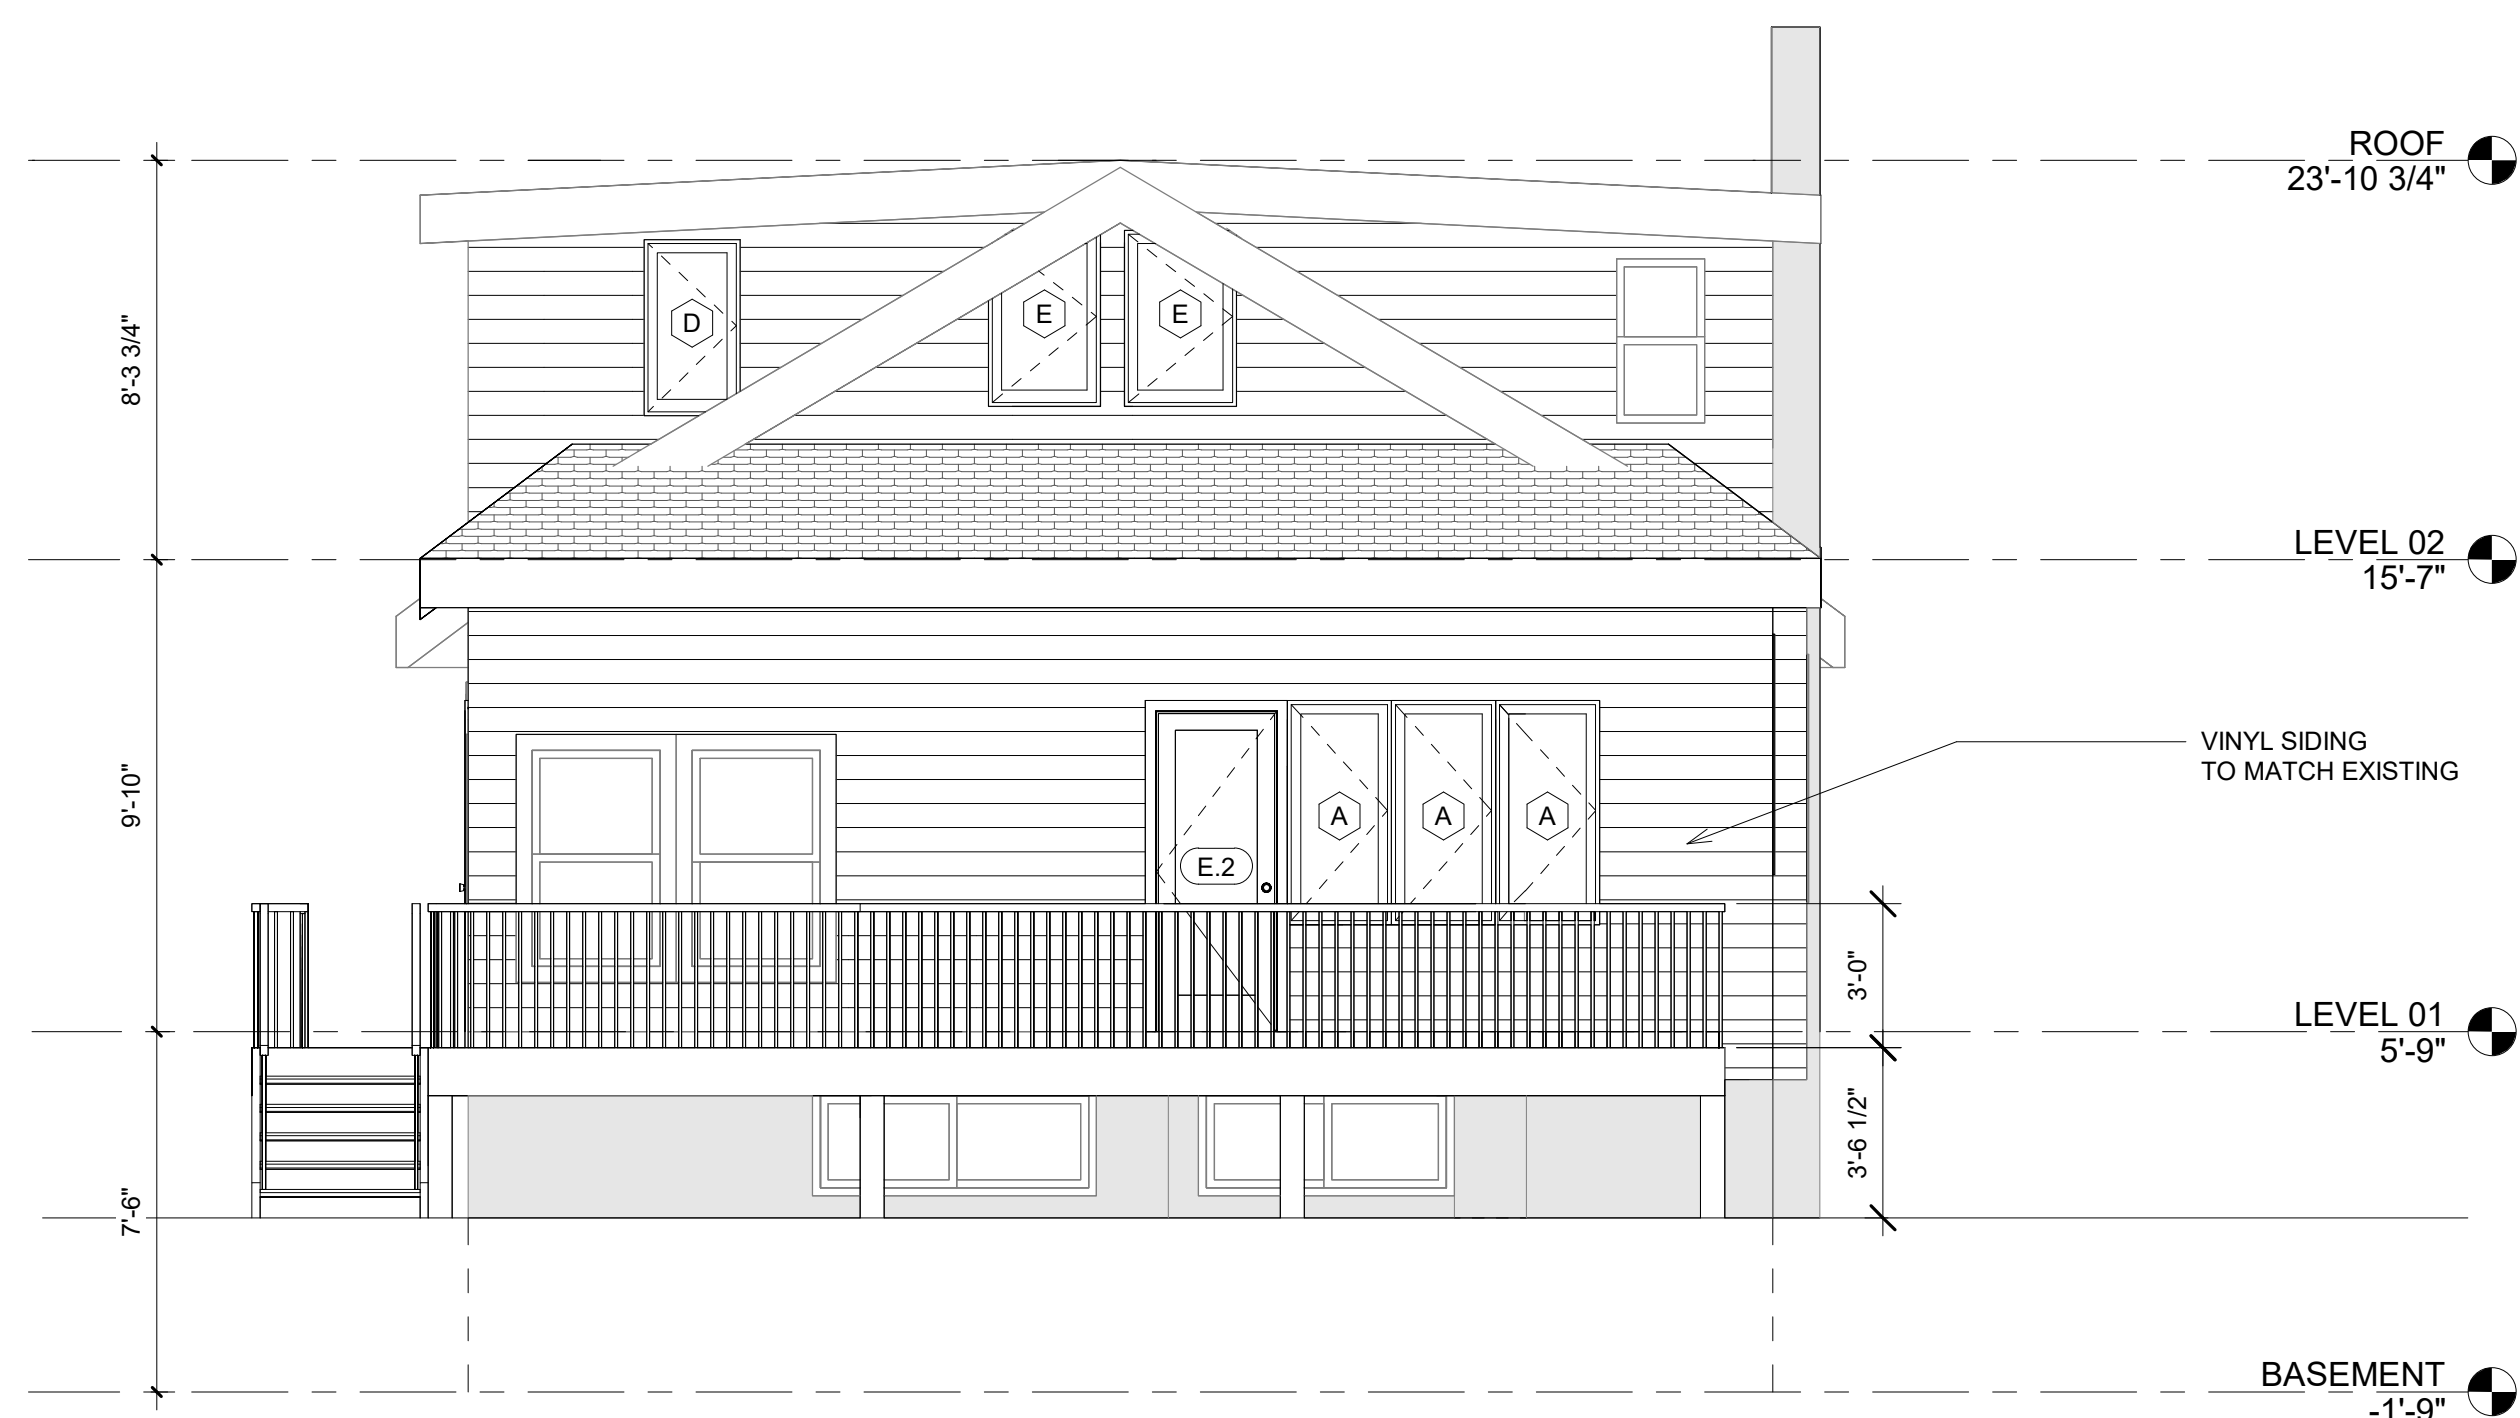 ROOF
23'-10 3/4"
8'-3 3/4"
D
E
E
LEVEL 02
15'-7"
9'-10"
VINYL SIDING
TO MATCH EXISTING
A
A
A
E.2
3'-0"
LEVEL 01
5'-9"
3'-6 1/2"
7'-6"
BASEMENT
-1'-9"